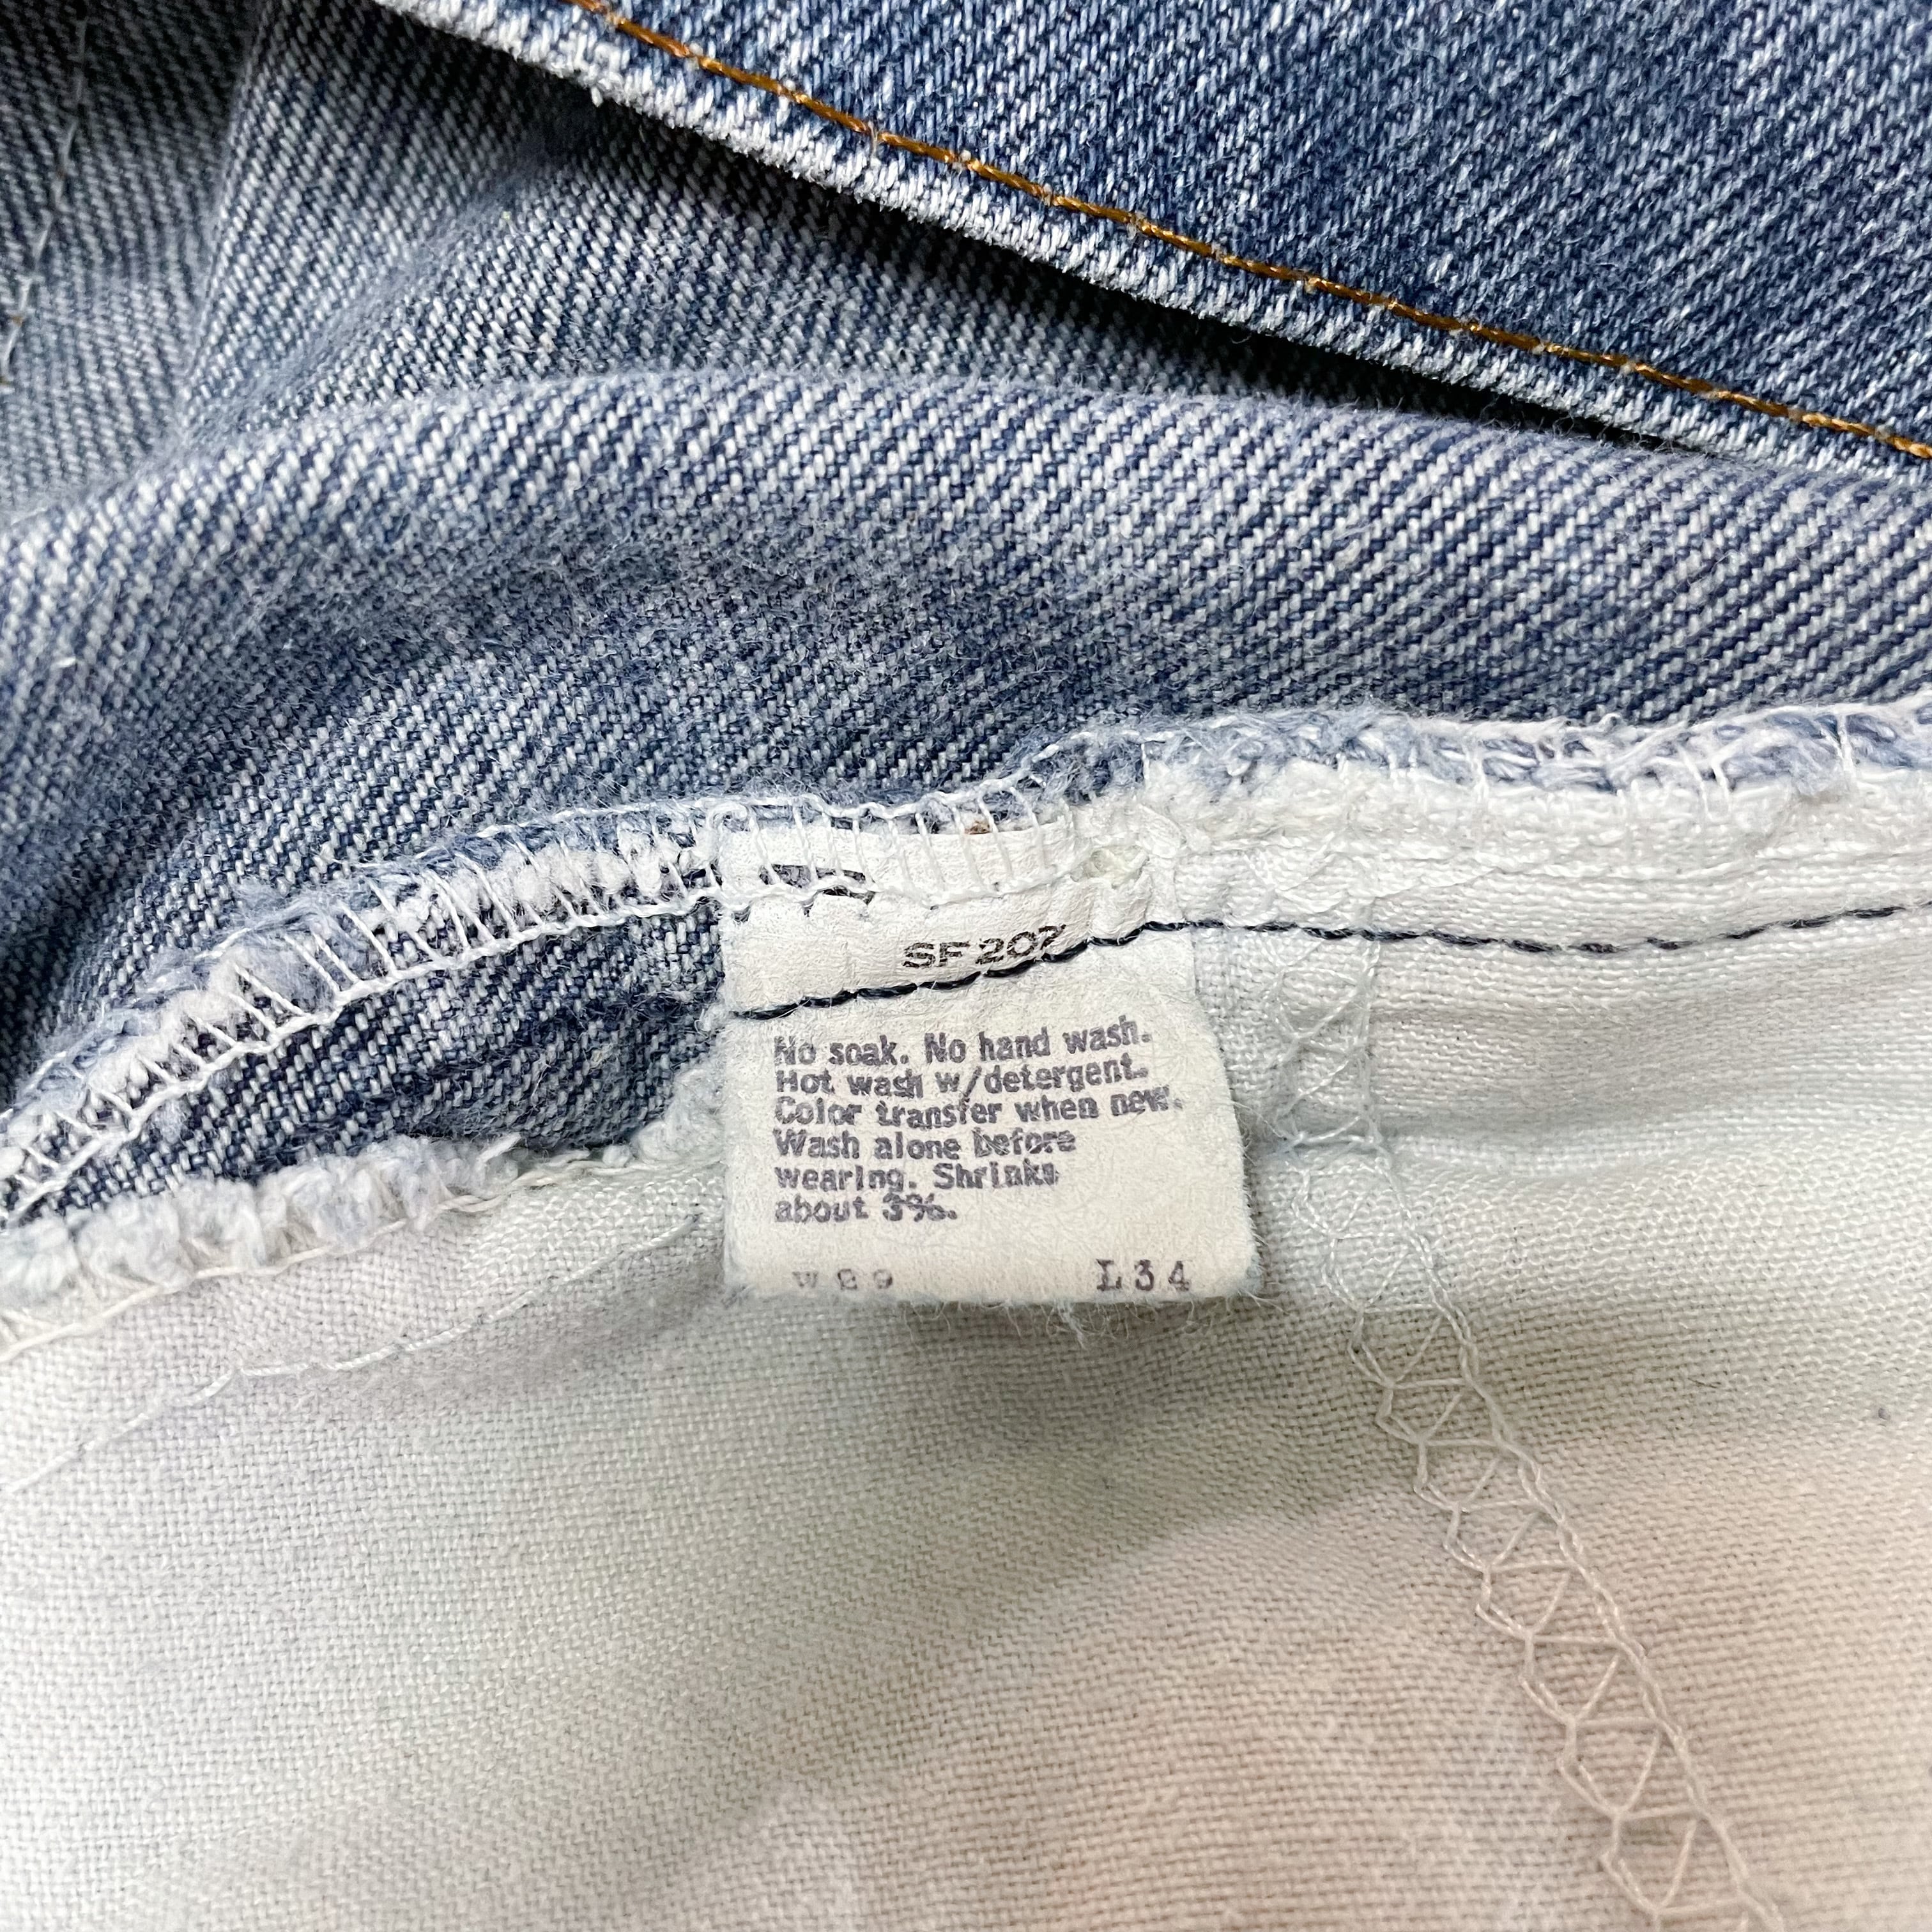 SF 207
No soak. No hand wash.
Hot wash w/detergent.
Color transfer when new.
Wash alone before
wearing. Shrinks
about 3%.
L34